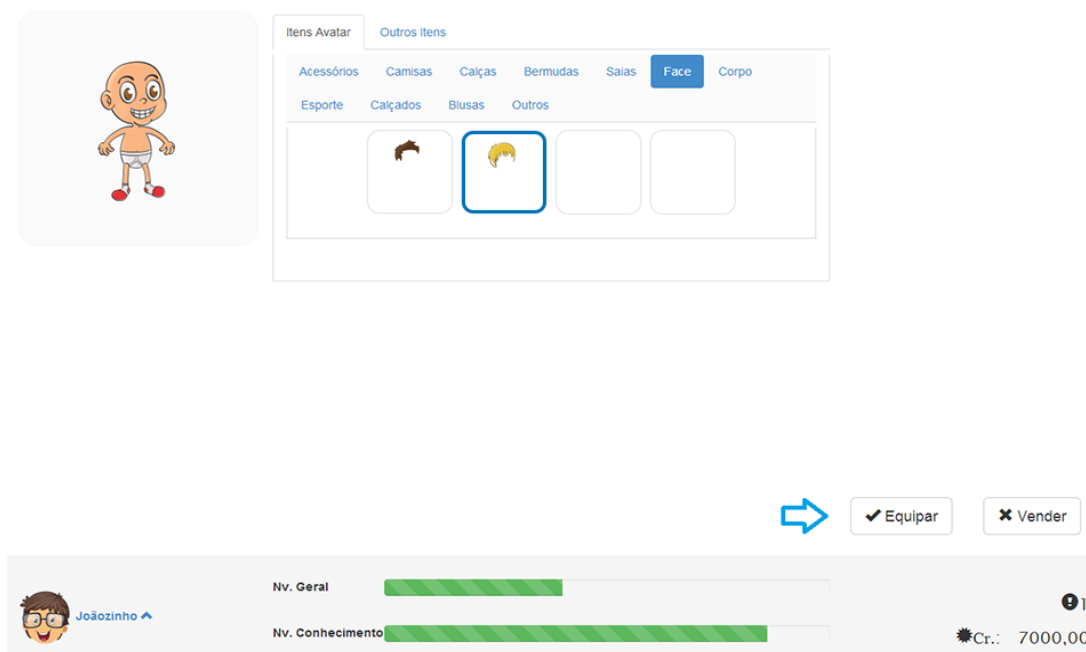 Itens Avatar Outros Itens
Acessórios Camisas Calças Bermudas Saias Face Corpo
Esporte Calçados Blusas Outros
Equipar Vender
Nv. Geral
Joãozinho
Nv. Conhecimento
Cr.: 7000,00